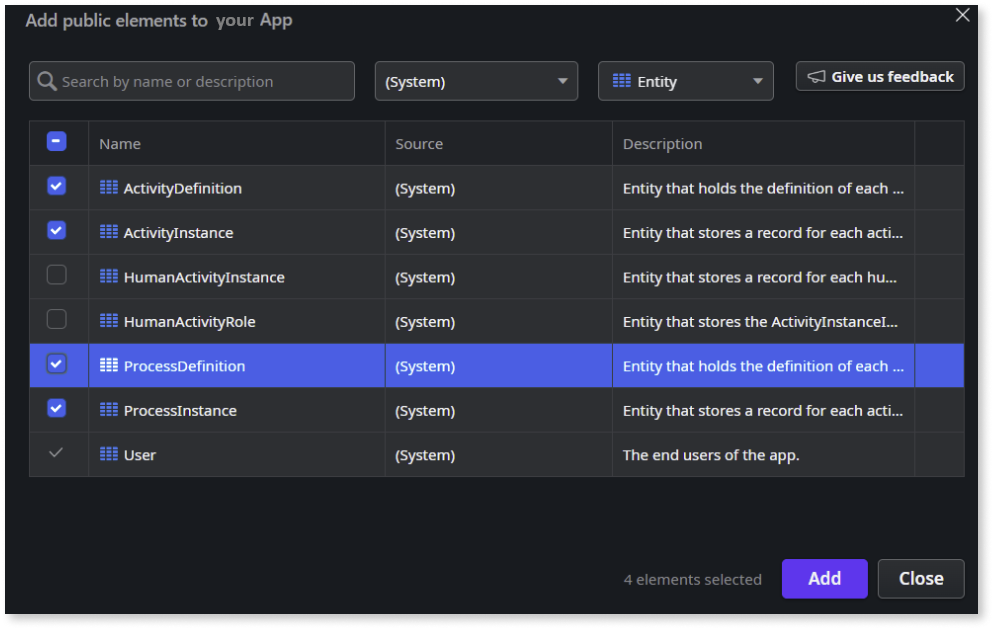 Add public elements to your App
Search by name or description
(System)
Entity
Give us feedback
Name Source Description
ActivityDefinition (System) Entity that holds the definition of each ...
ActivityInstance (System) Entity that stores a record for each acti...
HumanActivityInstance (System) Entity that stores a record for each hu...
HumanActivityRole (System) Entity that stores the ActivityInstanceI...
ProcessDefinition (System) Entity that holds the definition of each ...
ProcessInstance (System) Entity that stores a record for each acti...
User (System) The end users of the app.
4 elements selected Add Close